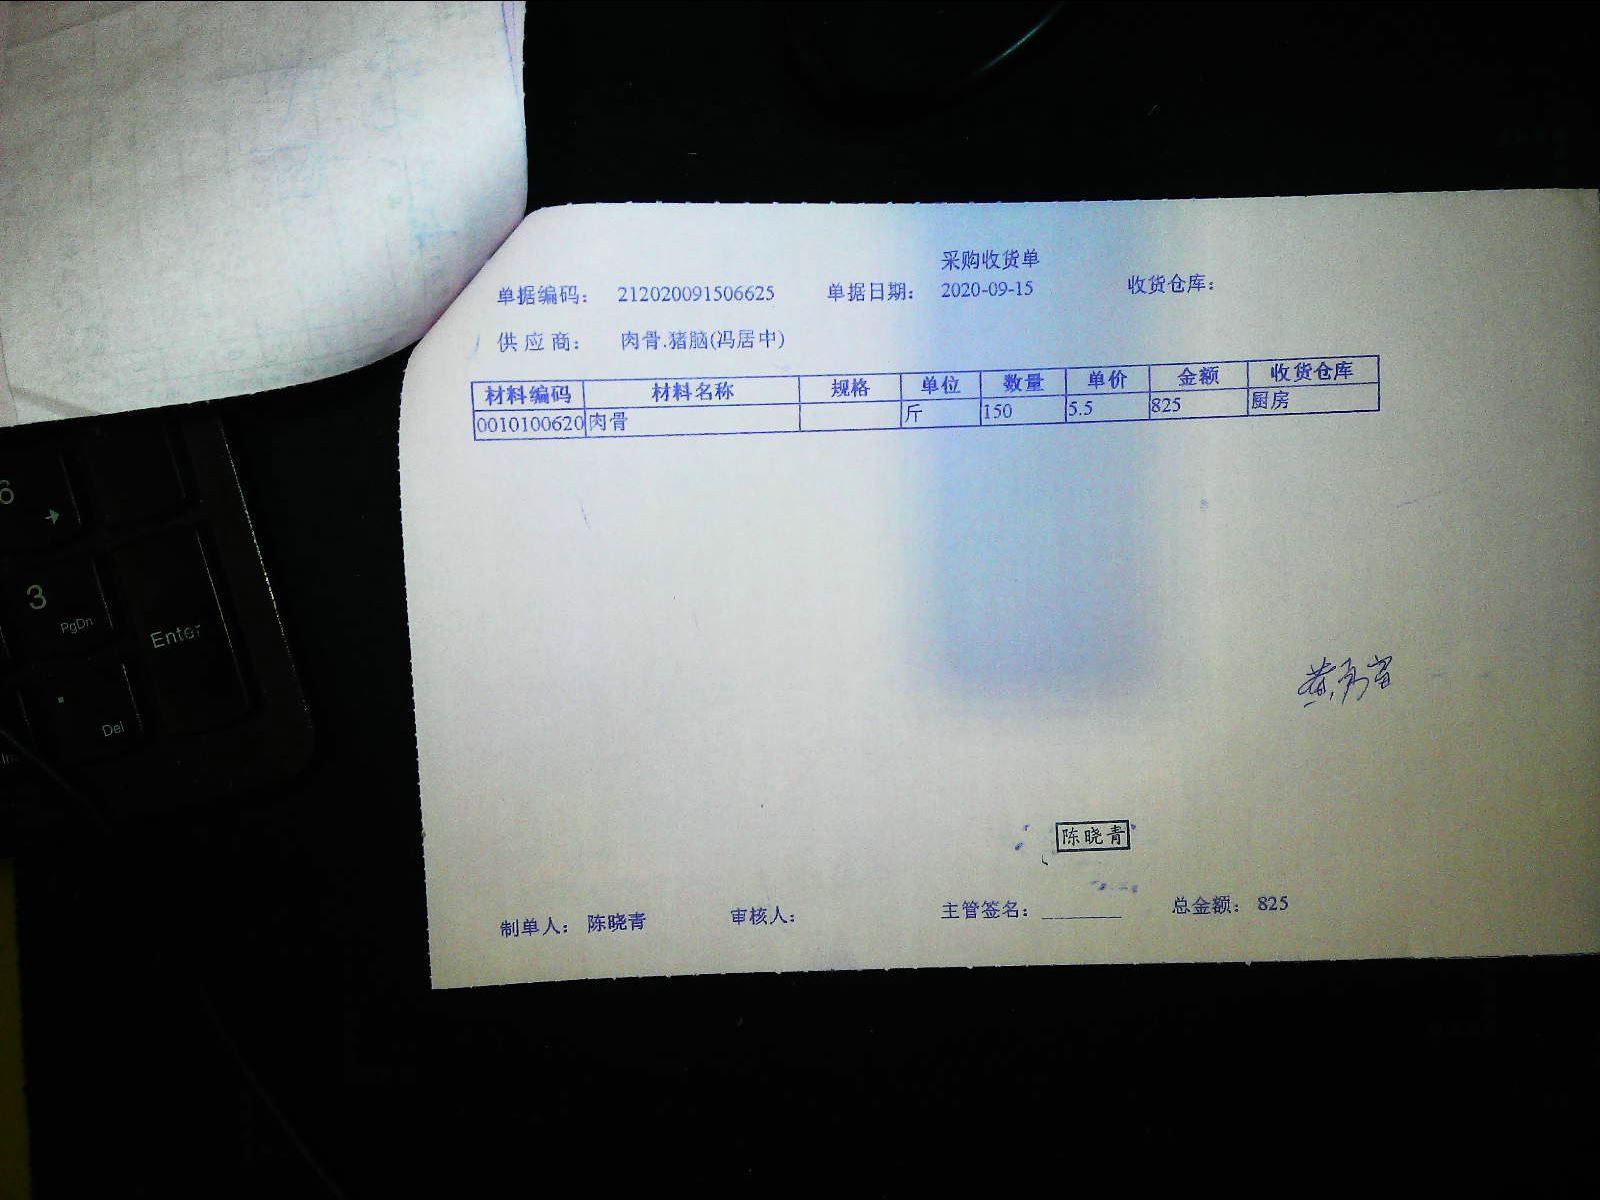 采购收货单
单据编码： 212020091506625 单据日期： 2020-09-15 收货仓库：
供应商： 肉骨.猪脑(冯居中)
材料编码 材料名称 规格 单位 数量 单价 金额 收货仓库
0010100620 肉骨 斤 150 5.5 825 厨房
陈晓青
制单人： 陈晓青 审核人： 主管签名： 总金额： 825
6
3
PgDn
Enter
Del